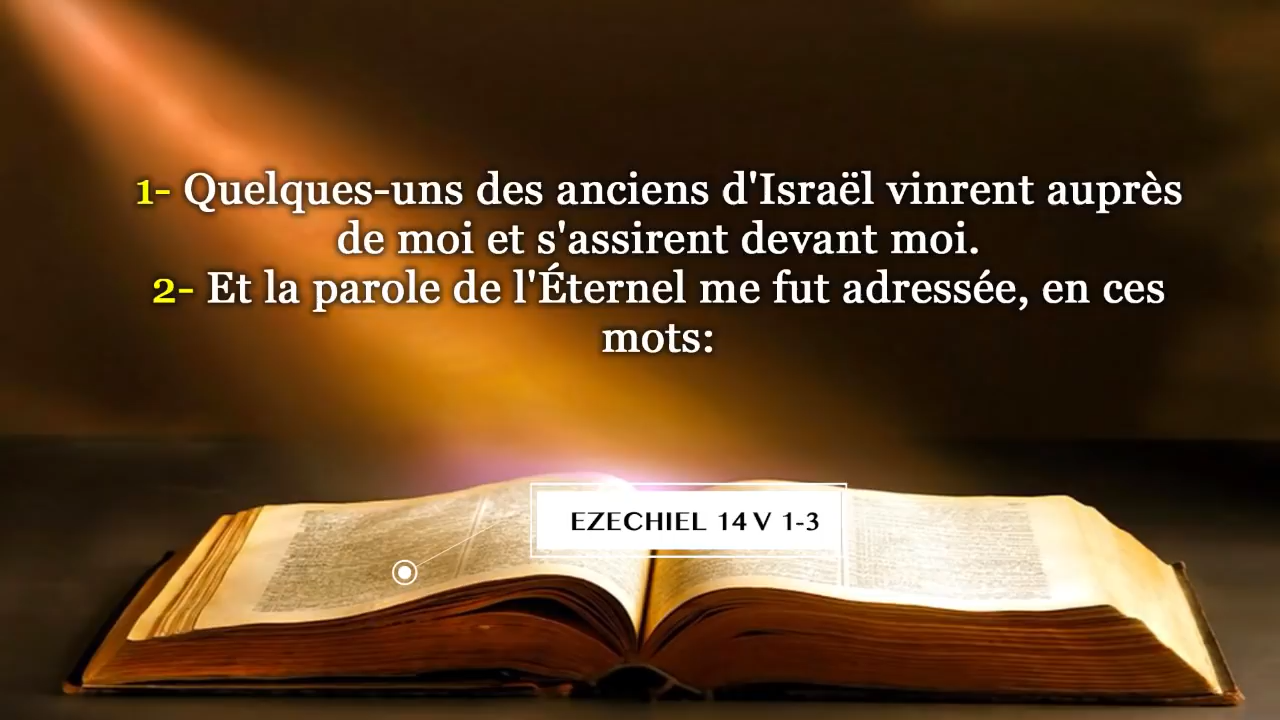 1- Quelques-uns des anciens d'Israël vinrent auprès
de moi et s'assirent devant moi.
2- Et la parole de l'Éternel me fut adressée, en ces
mots:
EZECHIEL 14 V 1-3